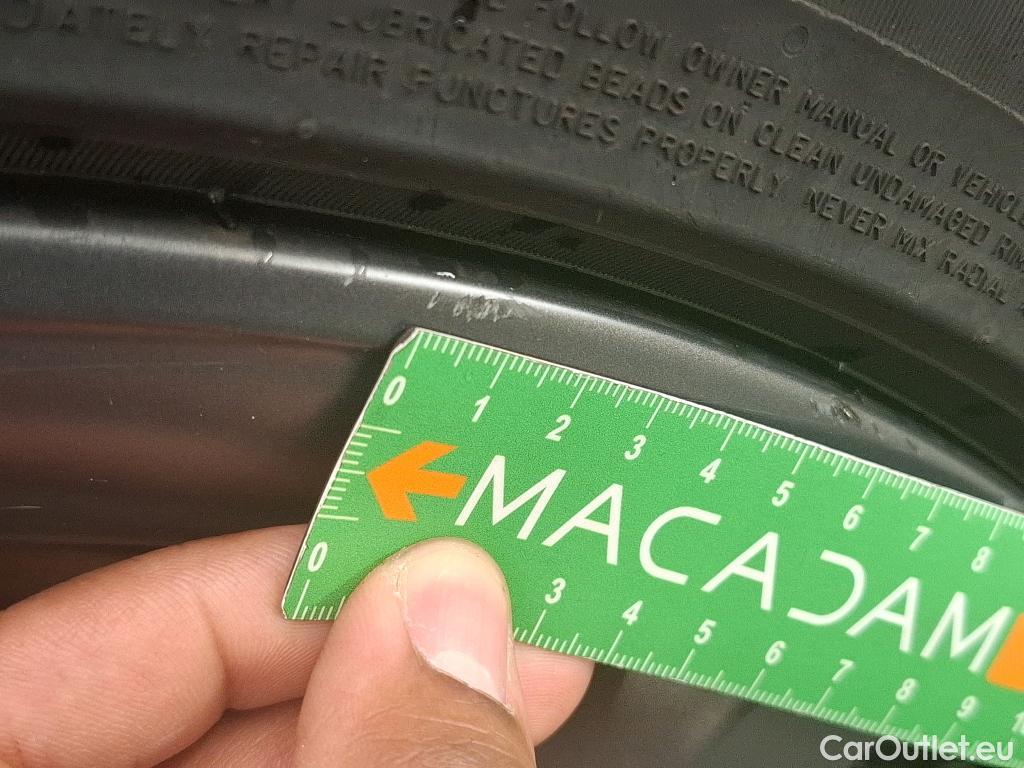 FOLLOW OWNER MANUAL OR VEHICLE
LUBRICATED BEADS ON CLEAN UNDAMAGED RIM
REPAIR PUNCTURES PROPERLY. NEVER MIX RADIAL
0 1 2 3 4 5 6 7 8
MACADAM
0 3 4 5 6 7 8 9
CarOutlet.eu